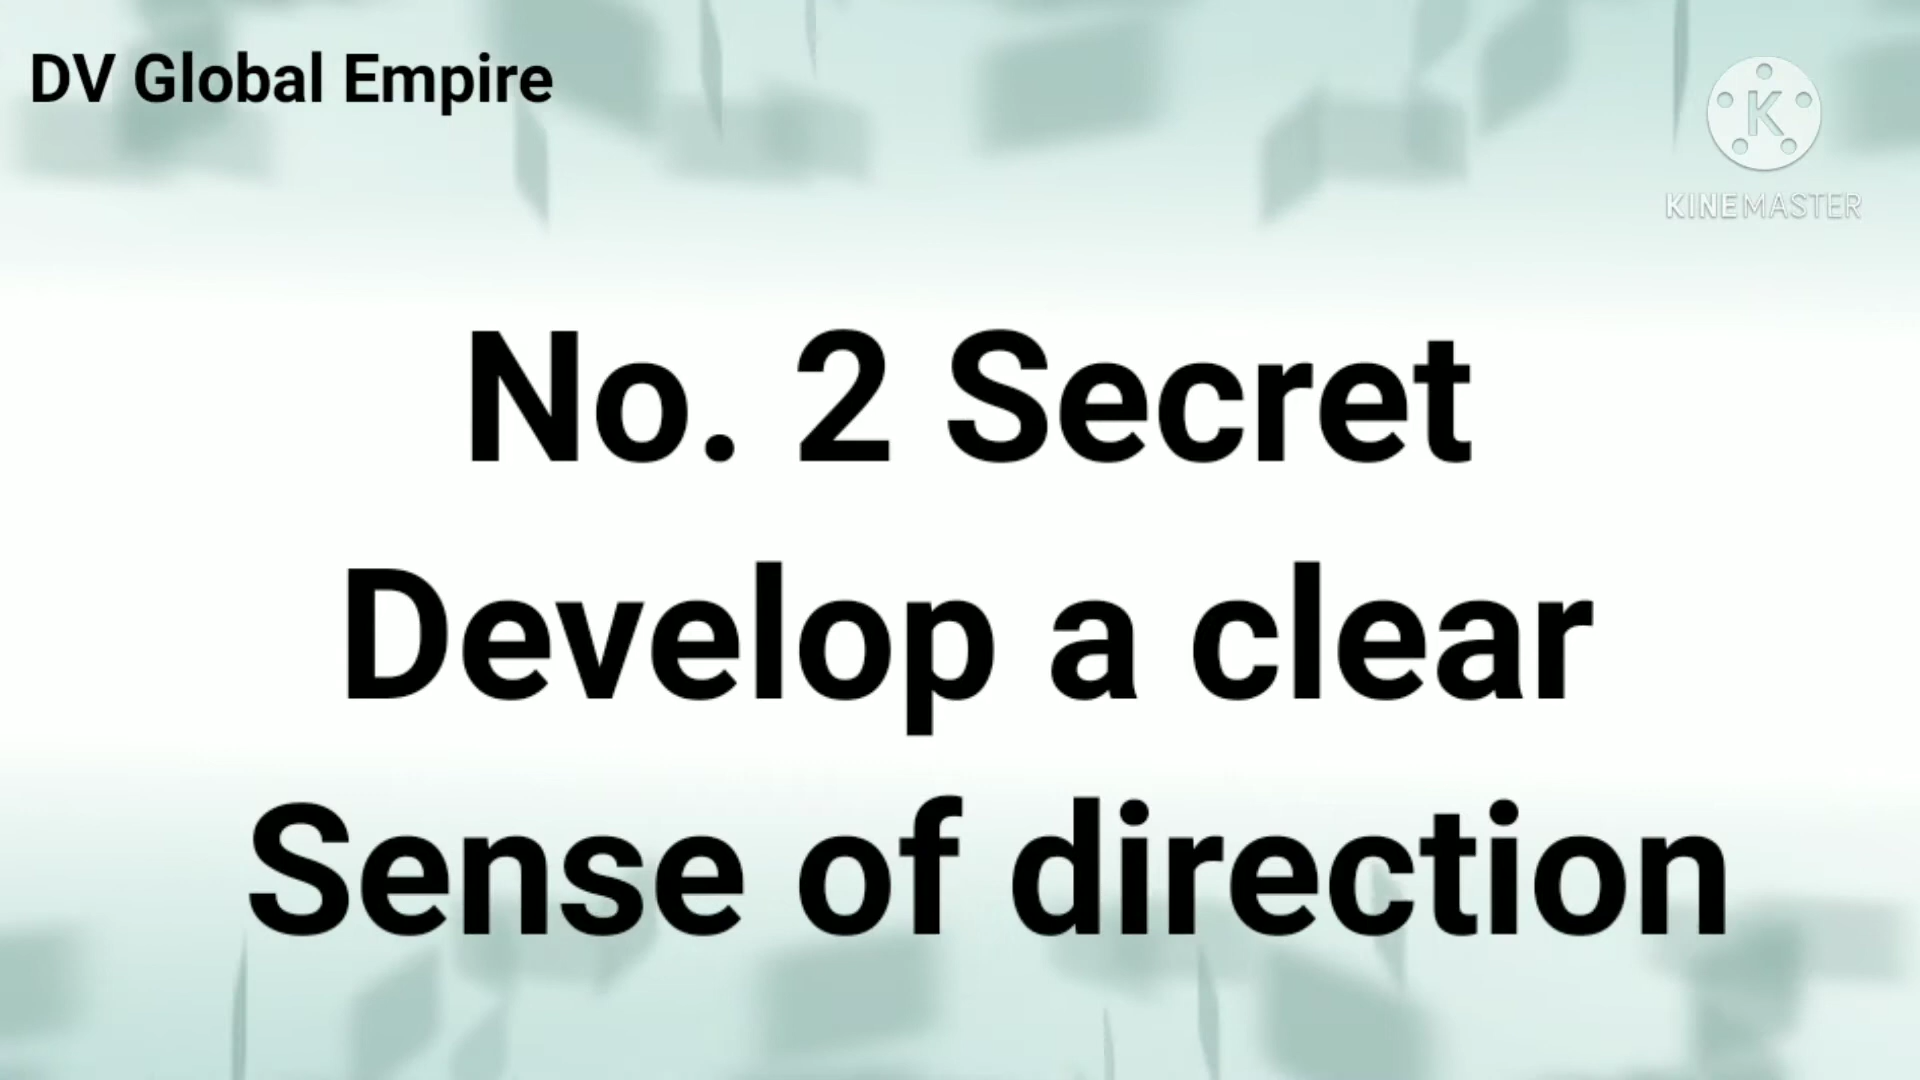 DV Global Empire
K
KINEMASTER
No. 2 Secret
Develop a clear
Sense of direction